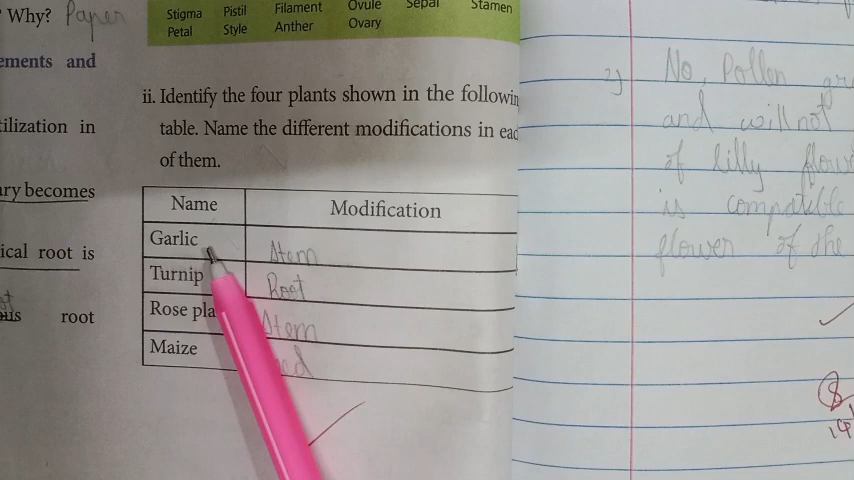 ? Why? Paper
Stigma Pistil Filament Ovule Sepal Stamen
Petal Style Anther Ovary
ements and
ii. Identify the four plants shown in the followin
ilization in
table. Name the different modifications in eac
of them.
ary becomes
Name Modification
Garlic Stem
ical root is
Turnip Root
Rose pla Stem
ous root
Maize
2) No, Pollen gr
and will not
of lilly flow
is compatible
flower of the